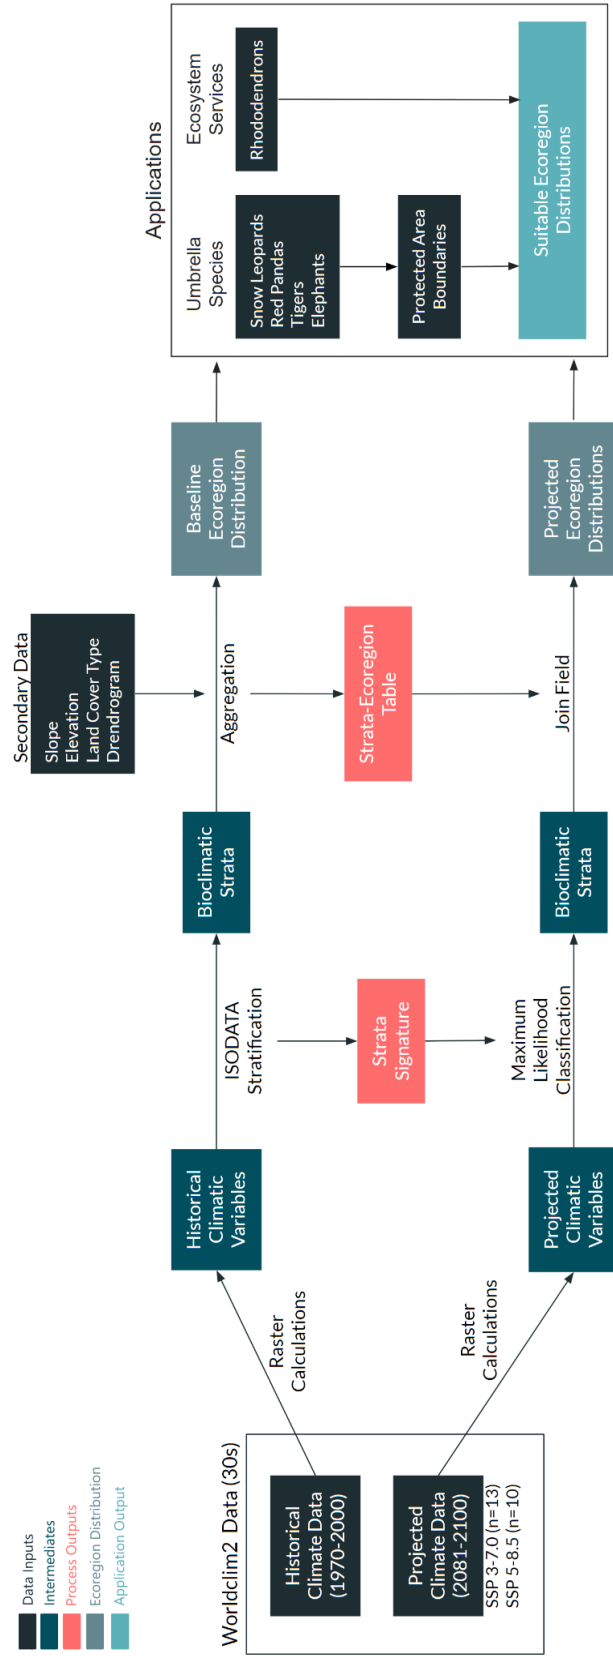 Data Inputs
Intermediates
Process Outputs
Ecoregion Distribution
Application Output
Worldclim2 Data (30s)
Historical
Climate Data
(1970-2000)
Projected
Climate Data
(2081-2100)
SSP 3-7.0 (n=13)
SSP 5-8.5 (n=10)
Raster
Calculations
Raster
Calculations
Historical
Climatic
Variables
Projected
Climatic
Variables
ISODATA
Stratification
Strata
Signature
Maximum
Likelihood
Classification
Bioclimatic
Strata
Bioclimatic
Strata
Secondary Data
Slope
Elevation
Land Cover Type
Drendrogram
Aggregation
Strata-Ecoregion
Table
Join Field
Baseline
Ecoregion
Distribution
Projected
Ecoregion
Distributions
Applications
Umbrella
Species
Ecosystem
Services
Snow Leopards
Red Pandas
Tigers
Elephants
Rhododendrons
Protected Area
Boundaries
Suitable Ecoregion
Distributions